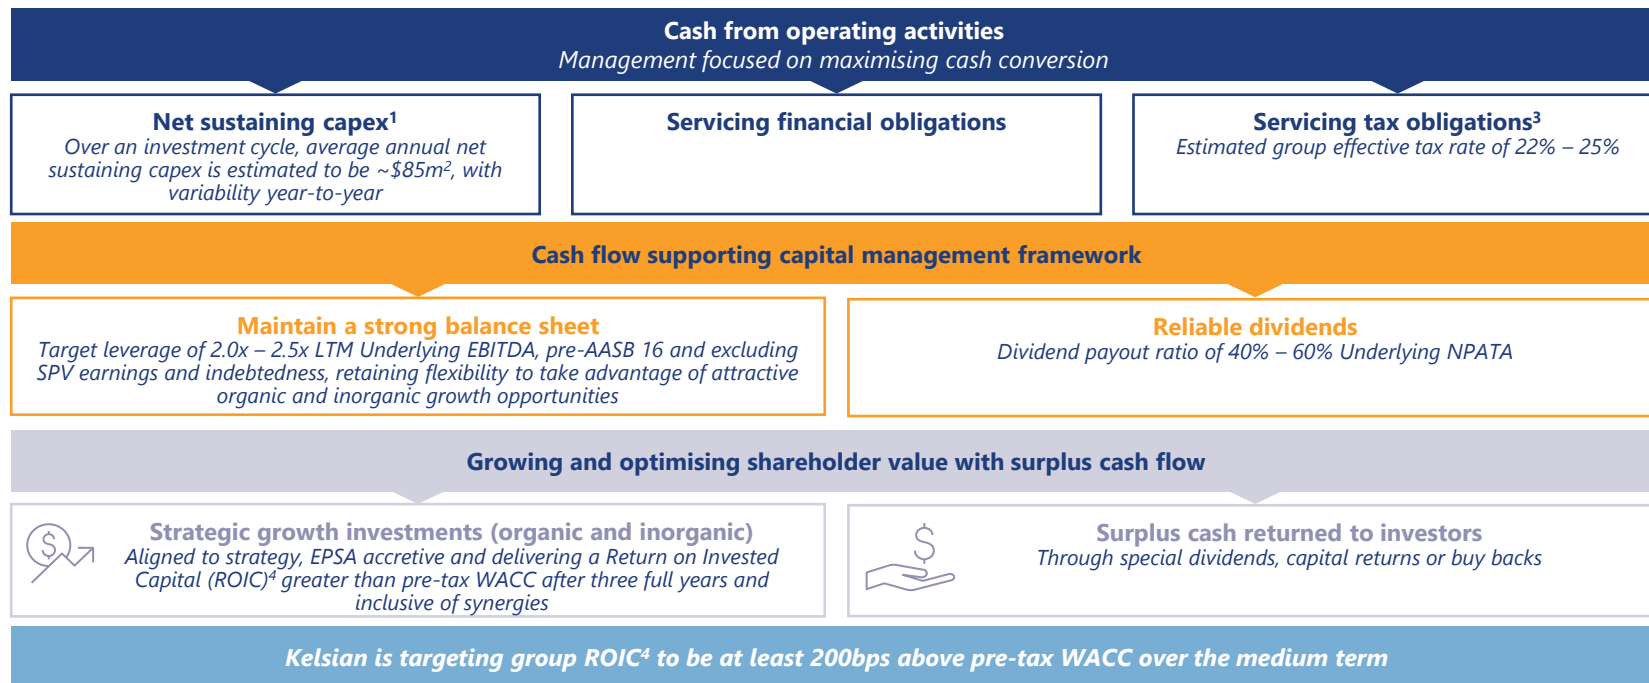 Cash from operating activities
Management focused on maximising cash conversion
Net sustaining capex¹
Over an investment cycle, average annual net
sustaining capex is estimated to be ~$85m², with
variability year-to-year
Servicing financial obligations
Servicing tax obligations³
Estimated group effective tax rate of 22% – 25%
Cash flow supporting capital management framework
Maintain a strong balance sheet
Target leverage of 2.0x – 2.5x LTM Underlying EBITDA, pre-AASB 16 and excluding
SPV earnings and indebtedness, retaining flexibility to take advantage of attractive
organic and inorganic growth opportunities
Reliable dividends
Dividend payout ratio of 40% – 60% Underlying NPATA
Growing and optimising shareholder value with surplus cash flow
$
Strategic growth investments (organic and inorganic)
Aligned to strategy, EPSA accretive and delivering a Return on Invested
Capital (ROIC)⁴ greater than pre-tax WACC after three full years and
inclusive of synergies
$
Surplus cash returned to investors
Through special dividends, capital returns or buy backs
Kelsian is targeting group ROIC⁴ to be at least 200bps above pre-tax WACC over the medium term